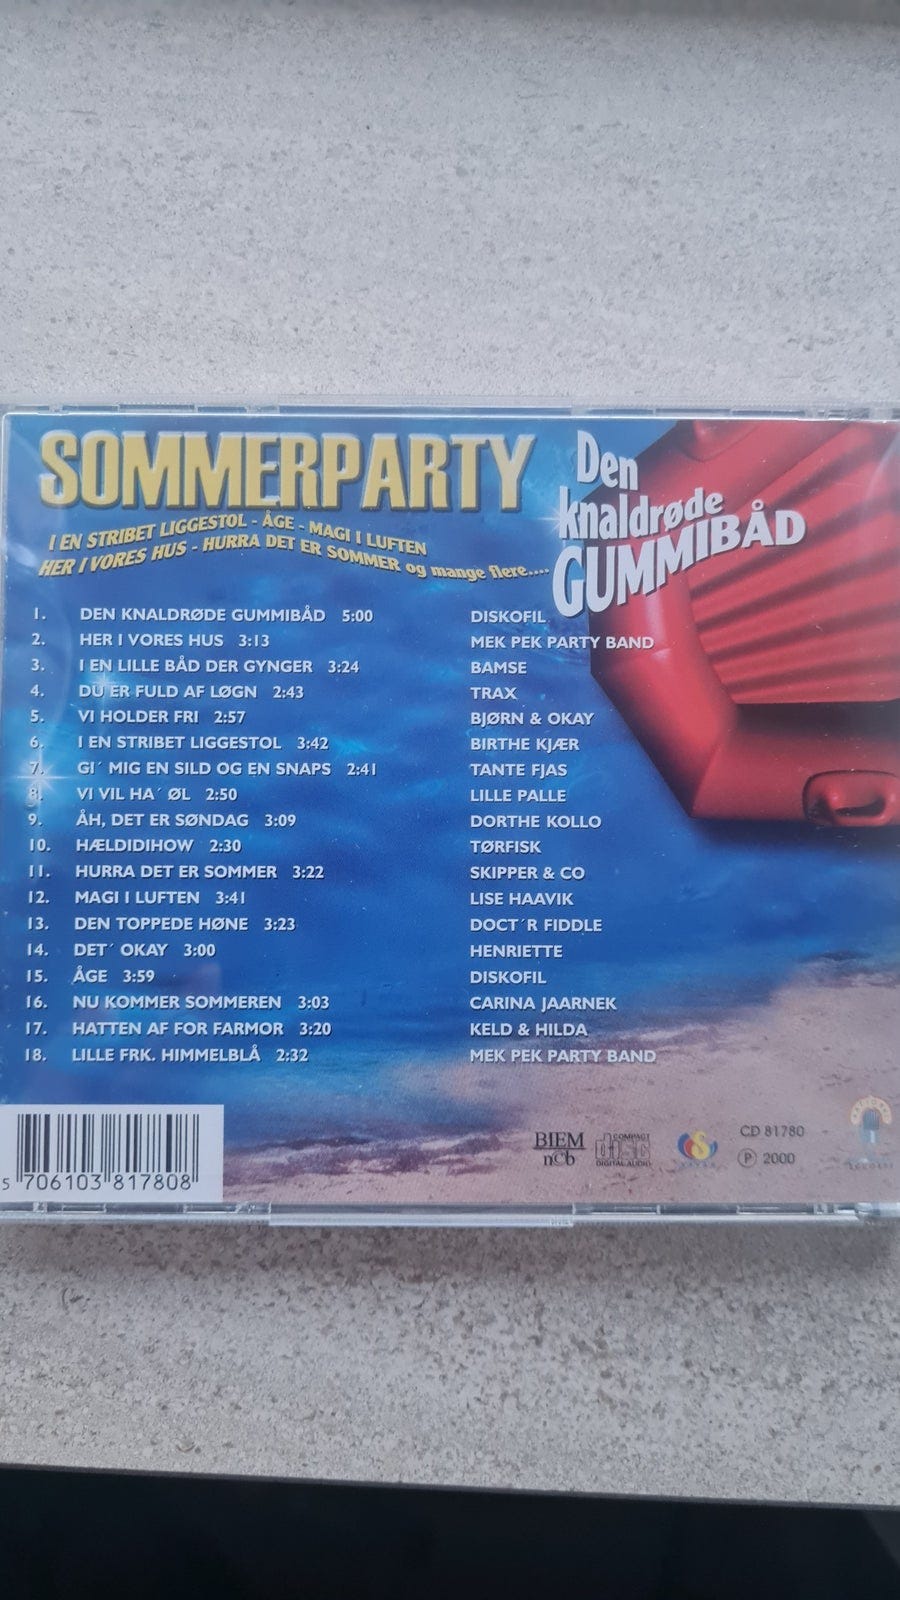 SOMMERPARTY
I EN STRIBET LIGGESTOL - ÅGE - MAGI I LUFTEN
HER I VORES HUS - HURRA DET ER SOMMER og mange flere....
Den
knaldrøde
GUMMIBÅD
1. DEN KNALDRØDE GUMMIBÅD 5:00 DISKOFIL
2. HER I VORES HUS 3:13 MEK PEK PARTY BAND
3. I EN LILLE BÅD DER GYNGER 3:24 BAMSE
4. DU ER FULD AF LØGN 2:43 TRAX
5. VI HOLDER FRI 2:57 BJØRN & OKAY
6. I EN STRIBET LIGGESTOL 3:42 BIRTHE KJÆR
7. GI´ MIG EN SILD OG EN SNAPS 2:41 TANTE FJAS
8. VI VIL HA´ ØL 2:50 LILLE PALLE
9. ÅH, DET ER SØNDAG 3:09 DORTHE KOLLO
10. HÆLDIDIHOW 2:30 TØRFISK
11. HURRA DET ER SOMMER 3:22 SKIPPER & CO
12. MAGI I LUFTEN 3:41 LISE HAAVIK
13. DEN TOPPEDE HØNE 3:23 DOCT´R FIDDLE
14. DET´ OKAY 3:00 HENRIETTE
15. ÅGE 3:59 DISKOFIL
16. NU KOMMER SOMMEREN 3:03 CARINA JAARNEK
17. HATTEN AF FOR FARMOR 3:20 KELD & HILDA
18. LILLE FRK. HIMMELBLÅ 2:32 MEK PEK PARTY BAND
5 706103 817808
BIEM
n©b
COMPACT
disc
DIGITAL AUDIO
CD 81780
℗ 2000